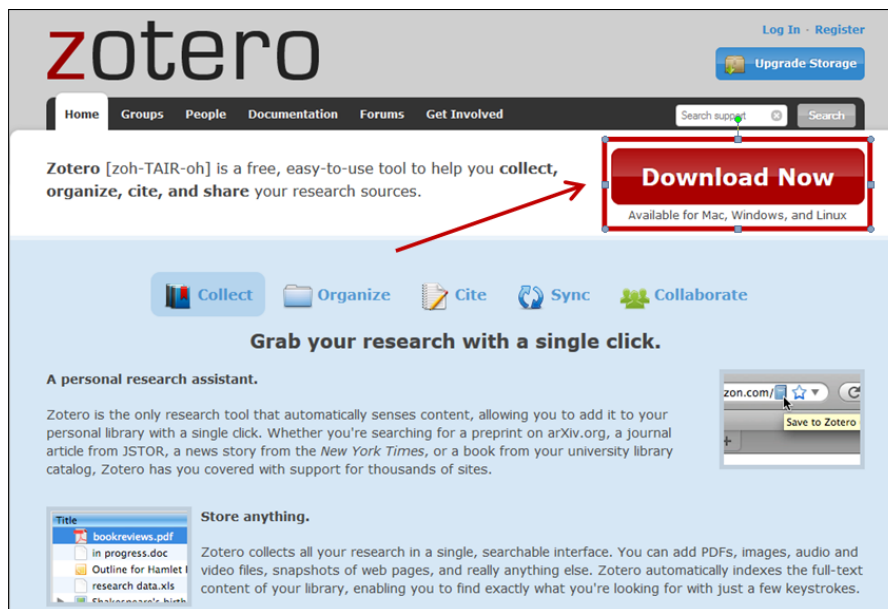 zotero
Log In · Register
Upgrade Storage
Home Groups People Documentation Forums Get Involved
Search support
Search
Zotero [zoh-TAIR-oh] is a free, easy-to-use tool to help you collect,
organize, cite, and share your research sources.
Download Now
Available for Mac, Windows, and Linux
Collect Organize Cite Sync Collaborate
Grab your research with a single click.
A personal research assistant.
Zotero is the only research tool that automatically senses content, allowing you to add it to your
personal library with a single click. Whether you're searching for a preprint on arXiv.org, a journal
article from JSTOR, a news story from the New York Times, or a book from your university library
catalog, Zotero has you covered with support for thousands of sites.
zon.com/
Save to Zotero
Title
bookreviews.pdf
in progress.doc
Outline for Hamlet
research data.xls
Shakespeare's birth
Store anything.
Zotero collects all your research in a single, searchable interface. You can add PDFs, images, audio and
video files, snapshots of web pages, and really anything else. Zotero automatically indexes the full-text
content of your library, enabling you to find exactly what you're looking for with just a few keystrokes.